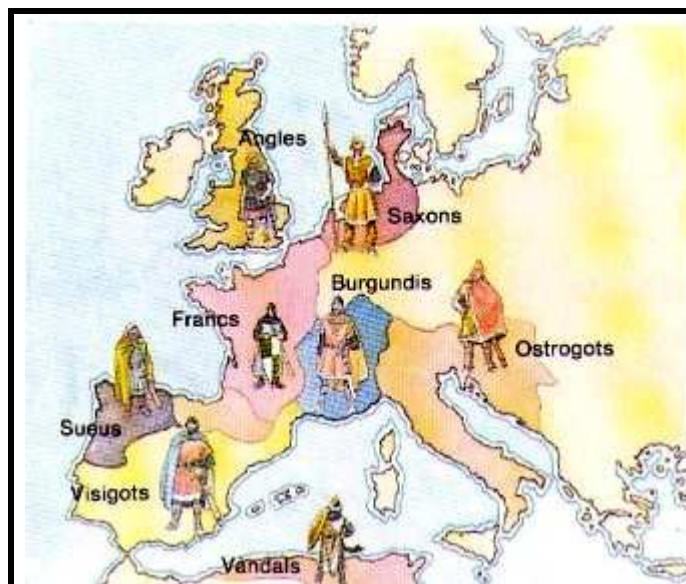 Angles
Saxons
Burgundis
Francs
Ostrogots
Sueus
Visigots
Vandals